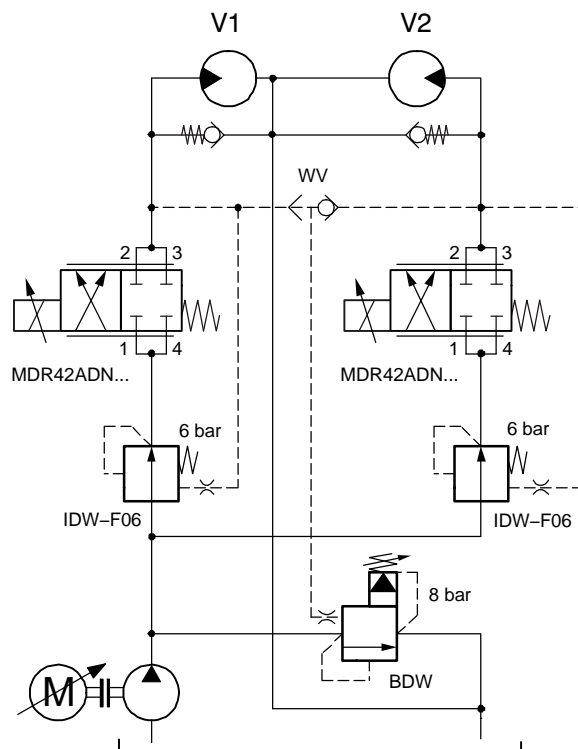 V1 V2
WV
2 3 2 3
1 4 1 4
MDR42ADN... MDR42ADN...
6 bar 6 bar
IDW–F06 IDW–F06
8 bar
BDW
M